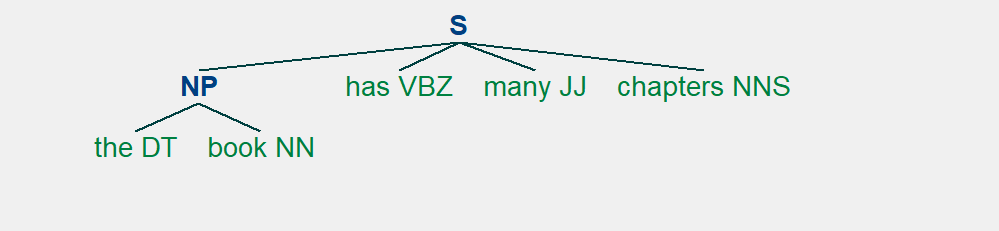 S
NP has VBZ many JJ chapters NNS
the DT book NN